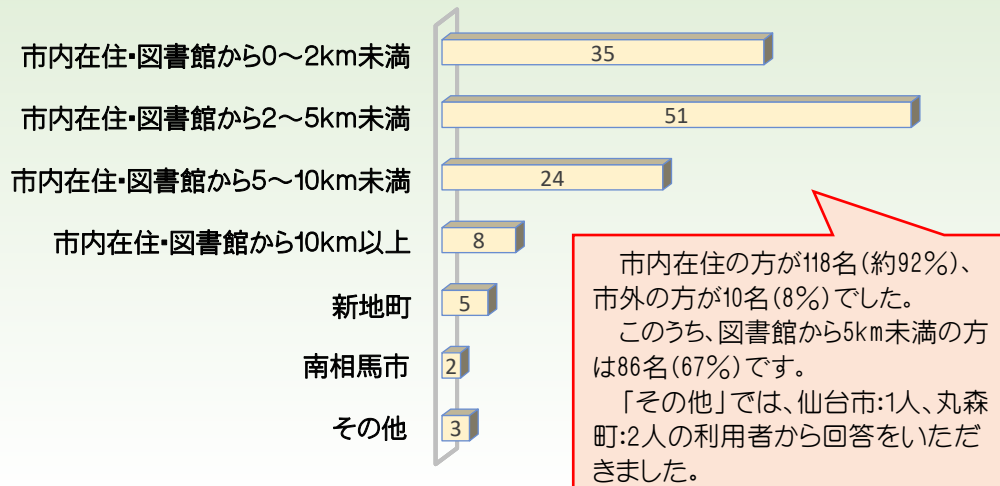 市内在住・図書館から0～2km未満 35
市内在住・図書館から2～5km未満 51
市内在住・図書館から5～10km未満 24
市内在住・図書館から10km以上 8
新地町 5
南相馬市 2
その他 3
市内在住の方が118名(約92%)、
市外の方が10名(8%)でした。
このうち、図書館から5km未満の方
は86名(67%)です。
「その他」では、仙台市:1人、丸森
町:2人の利用者から回答をいただ
きました。